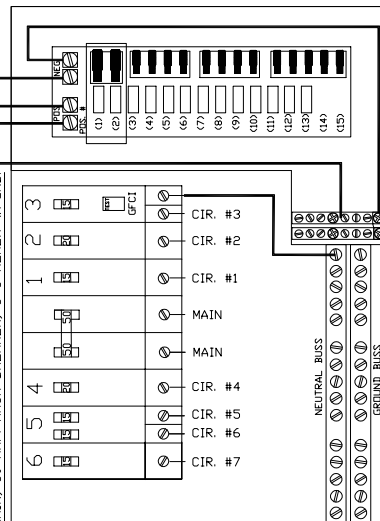 NEG
POS
POS. #
(1) (2) (3) (4) (5) (6) (7) (8) (9) (10) (11) (12) (13) (14) (15)
3 15 TEST GFCI CIR. #3
2 20 CIR. #2
1 15 CIR. #1
50 MAIN
50 MAIN
4 20 CIR. #4
5 15 CIR. #5
15 CIR. #6
6 15 CIR. #7
NEUTRAL BUSS
GROUND BUSS